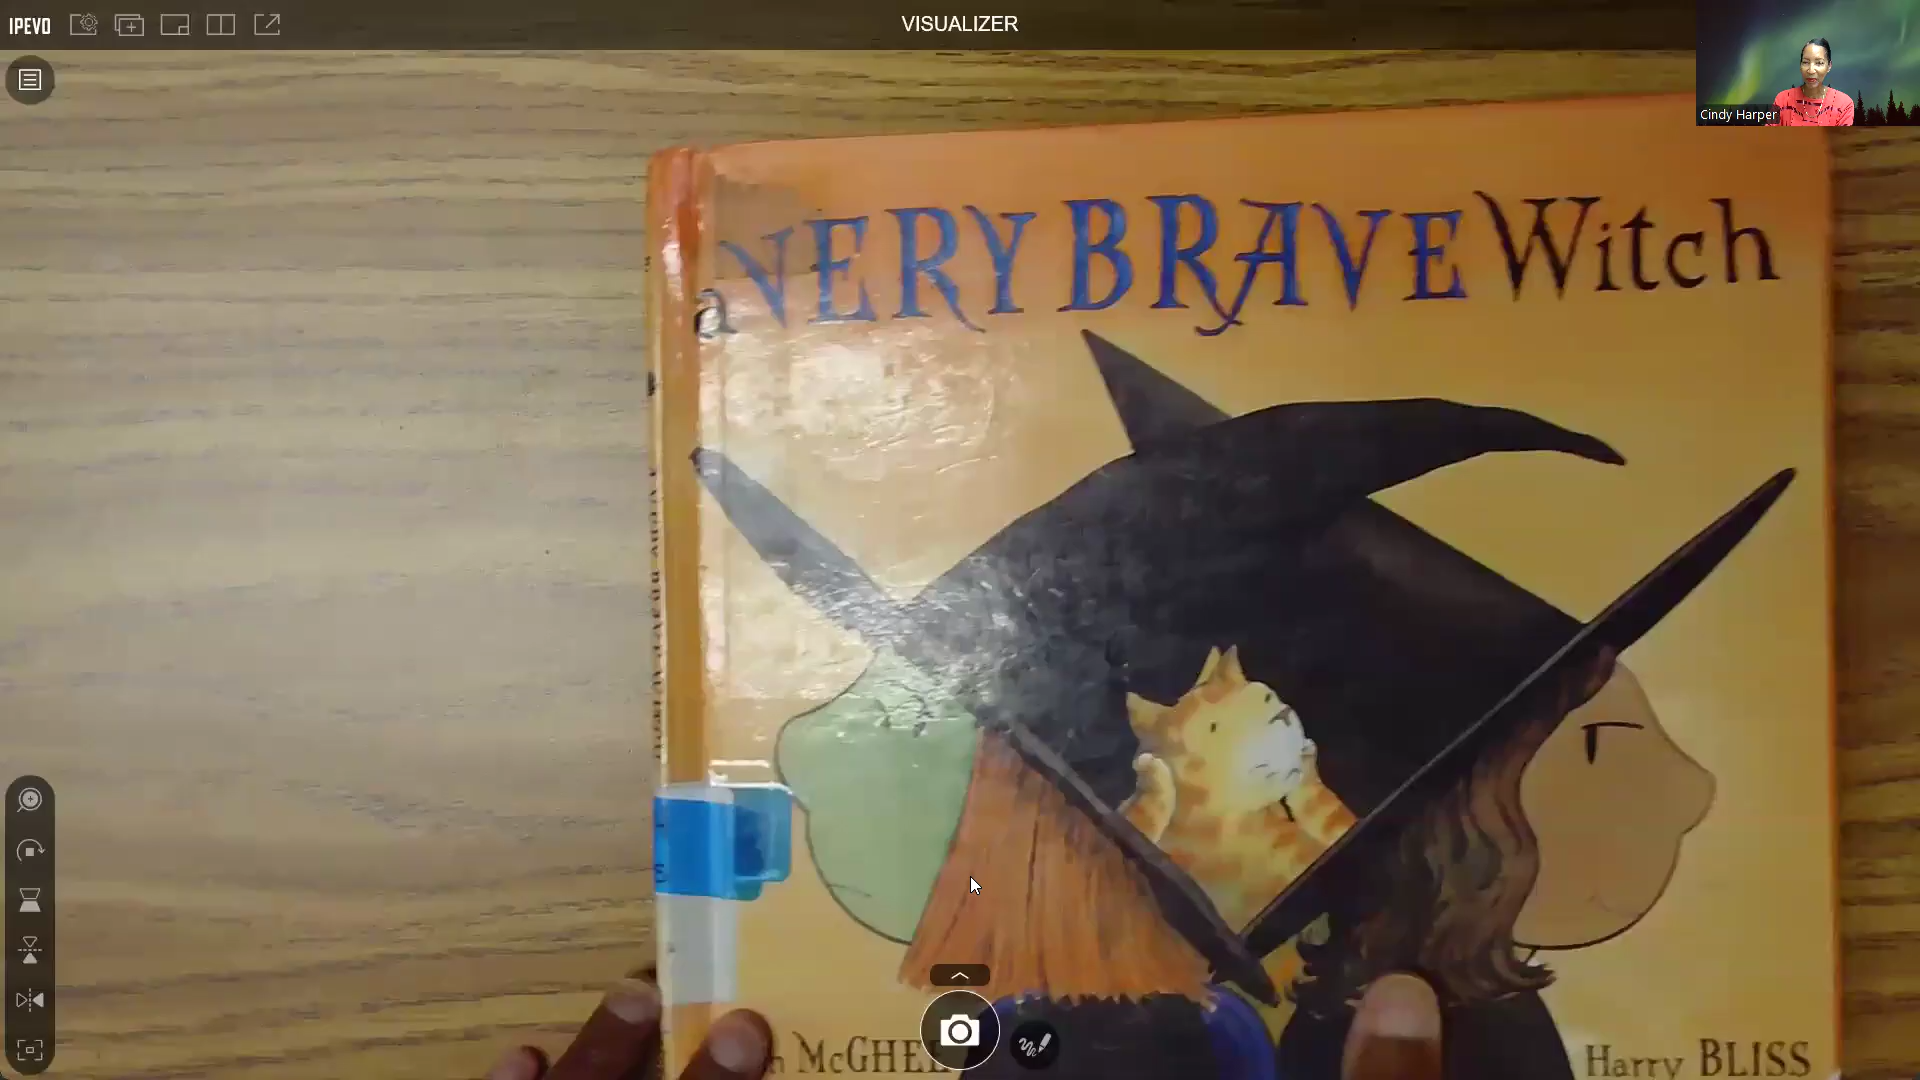 IPEVO
VISUALIZER
Cindy Harper
a VERY BRAVE Witch
McGHEE
Harry BLISS